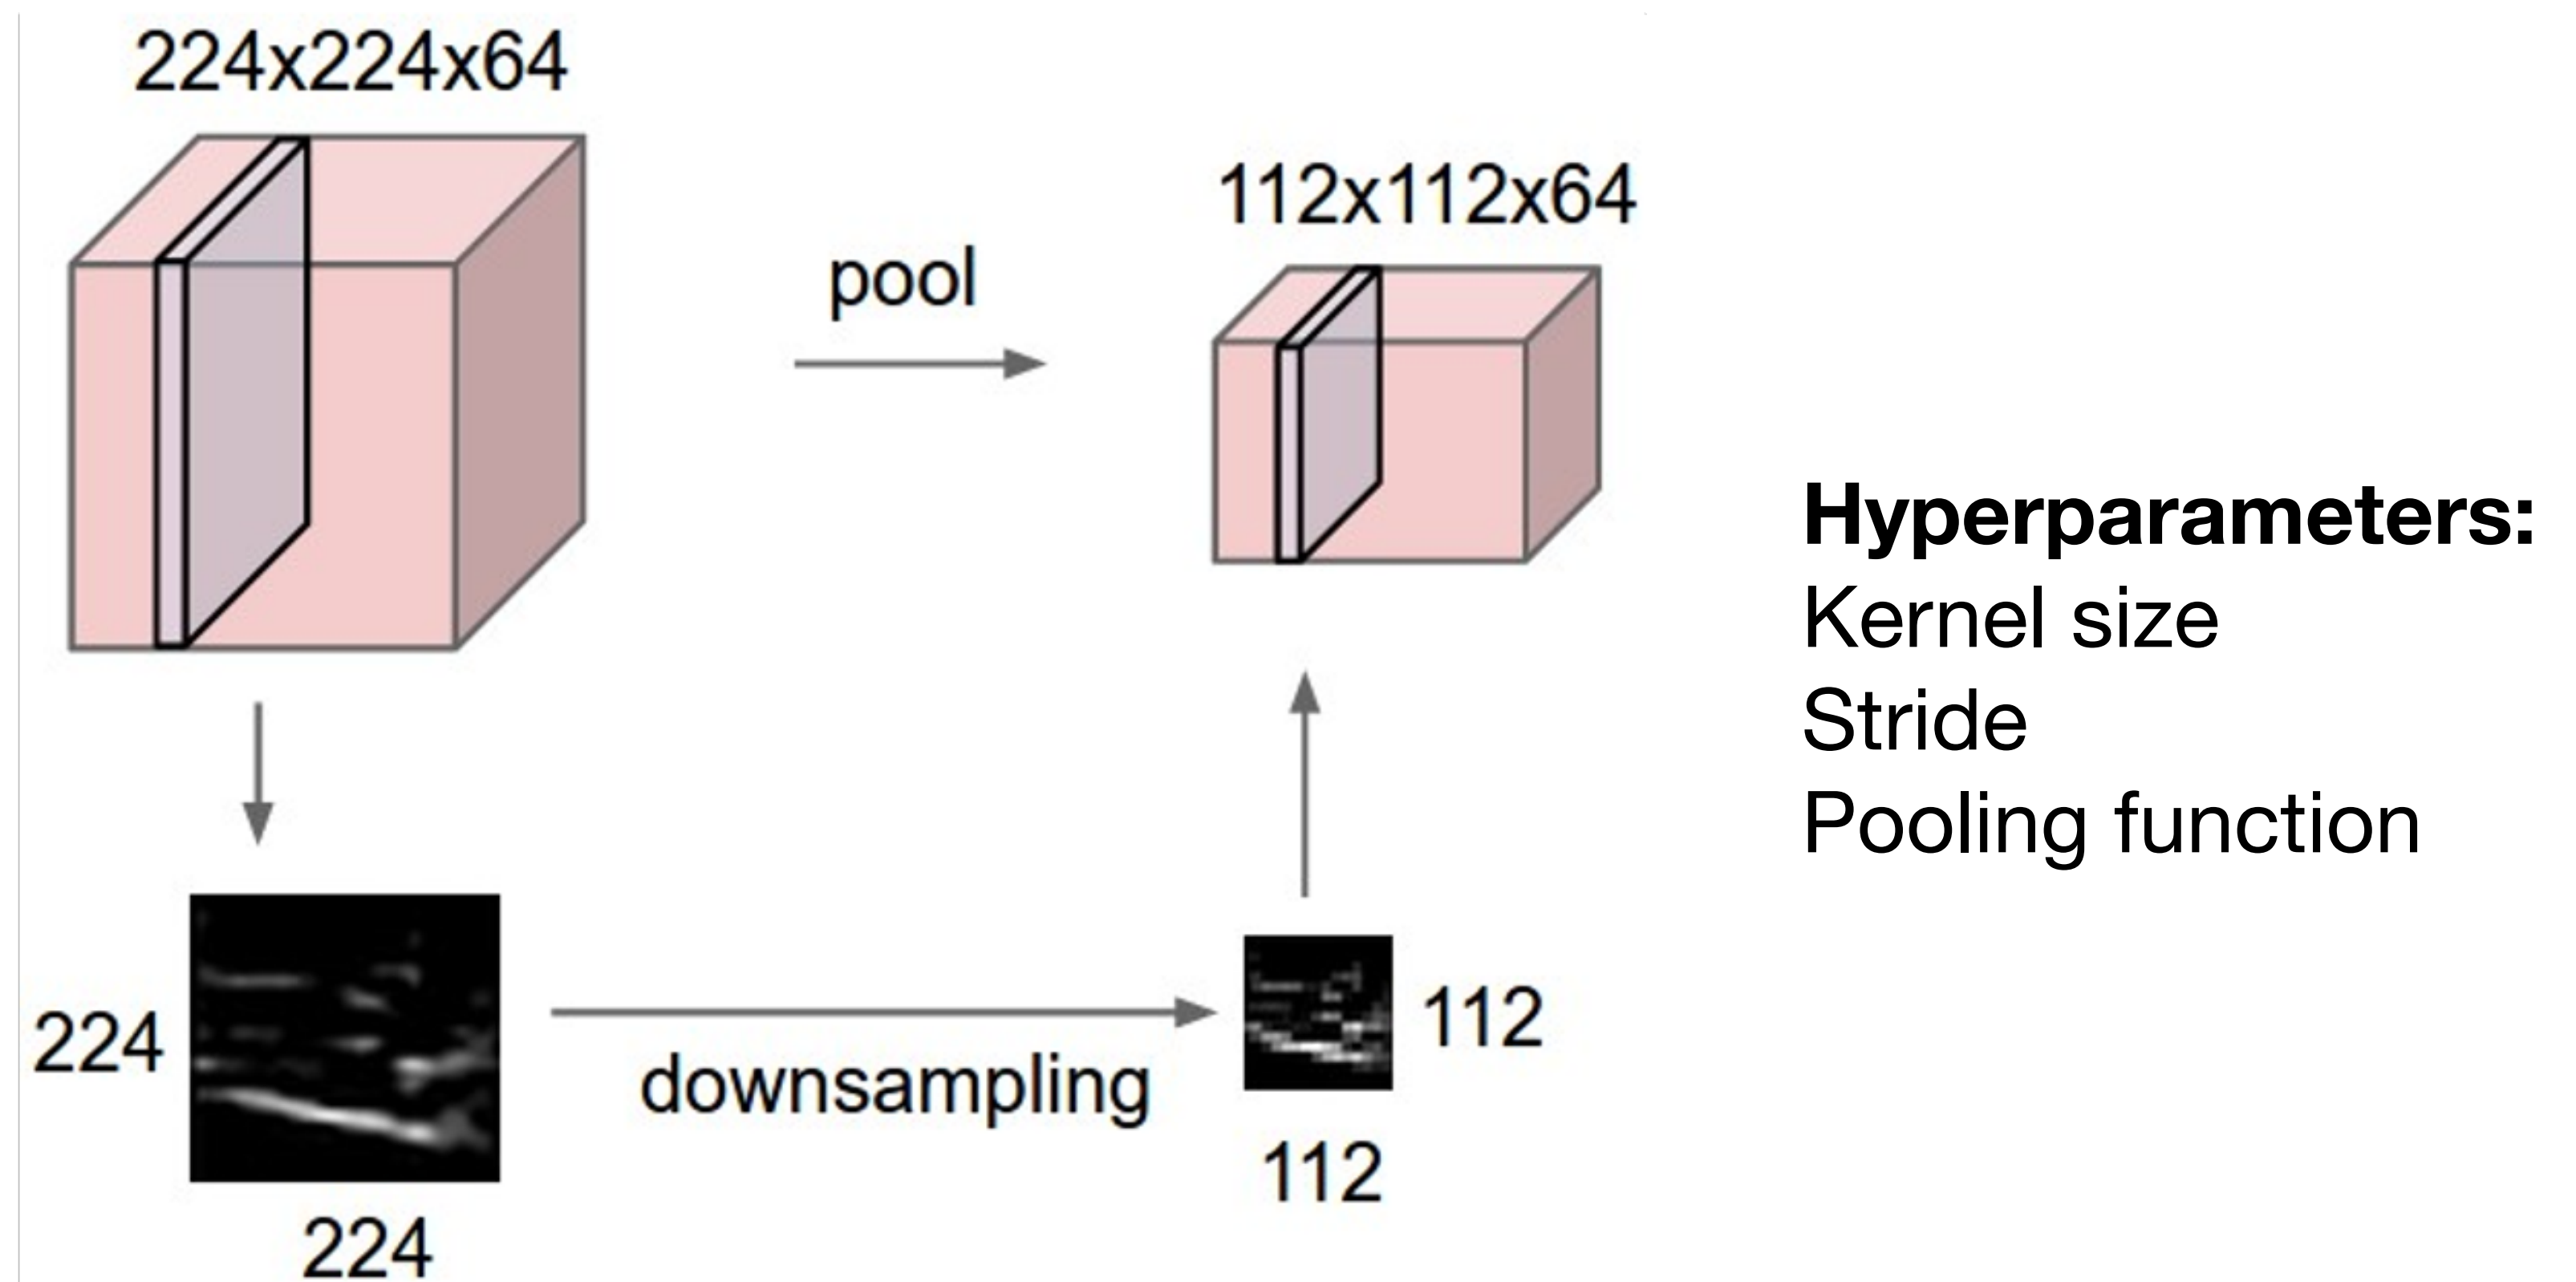 224x224x64
pool
112x112x64
224
224
downsampling
112
112
Hyperparameters:
Kernel size
Stride
Pooling function